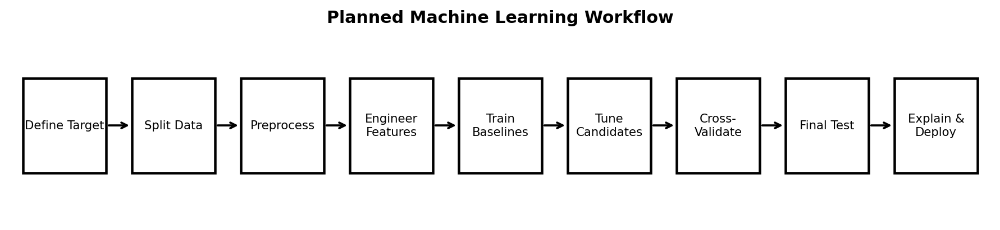 Planned Machine Learning Workflow
Define Target
Split Data
Preprocess
Engineer
Features
Train
Baselines
Tune
Candidates
Cross-
Validate
Final Test
Explain &
Deploy